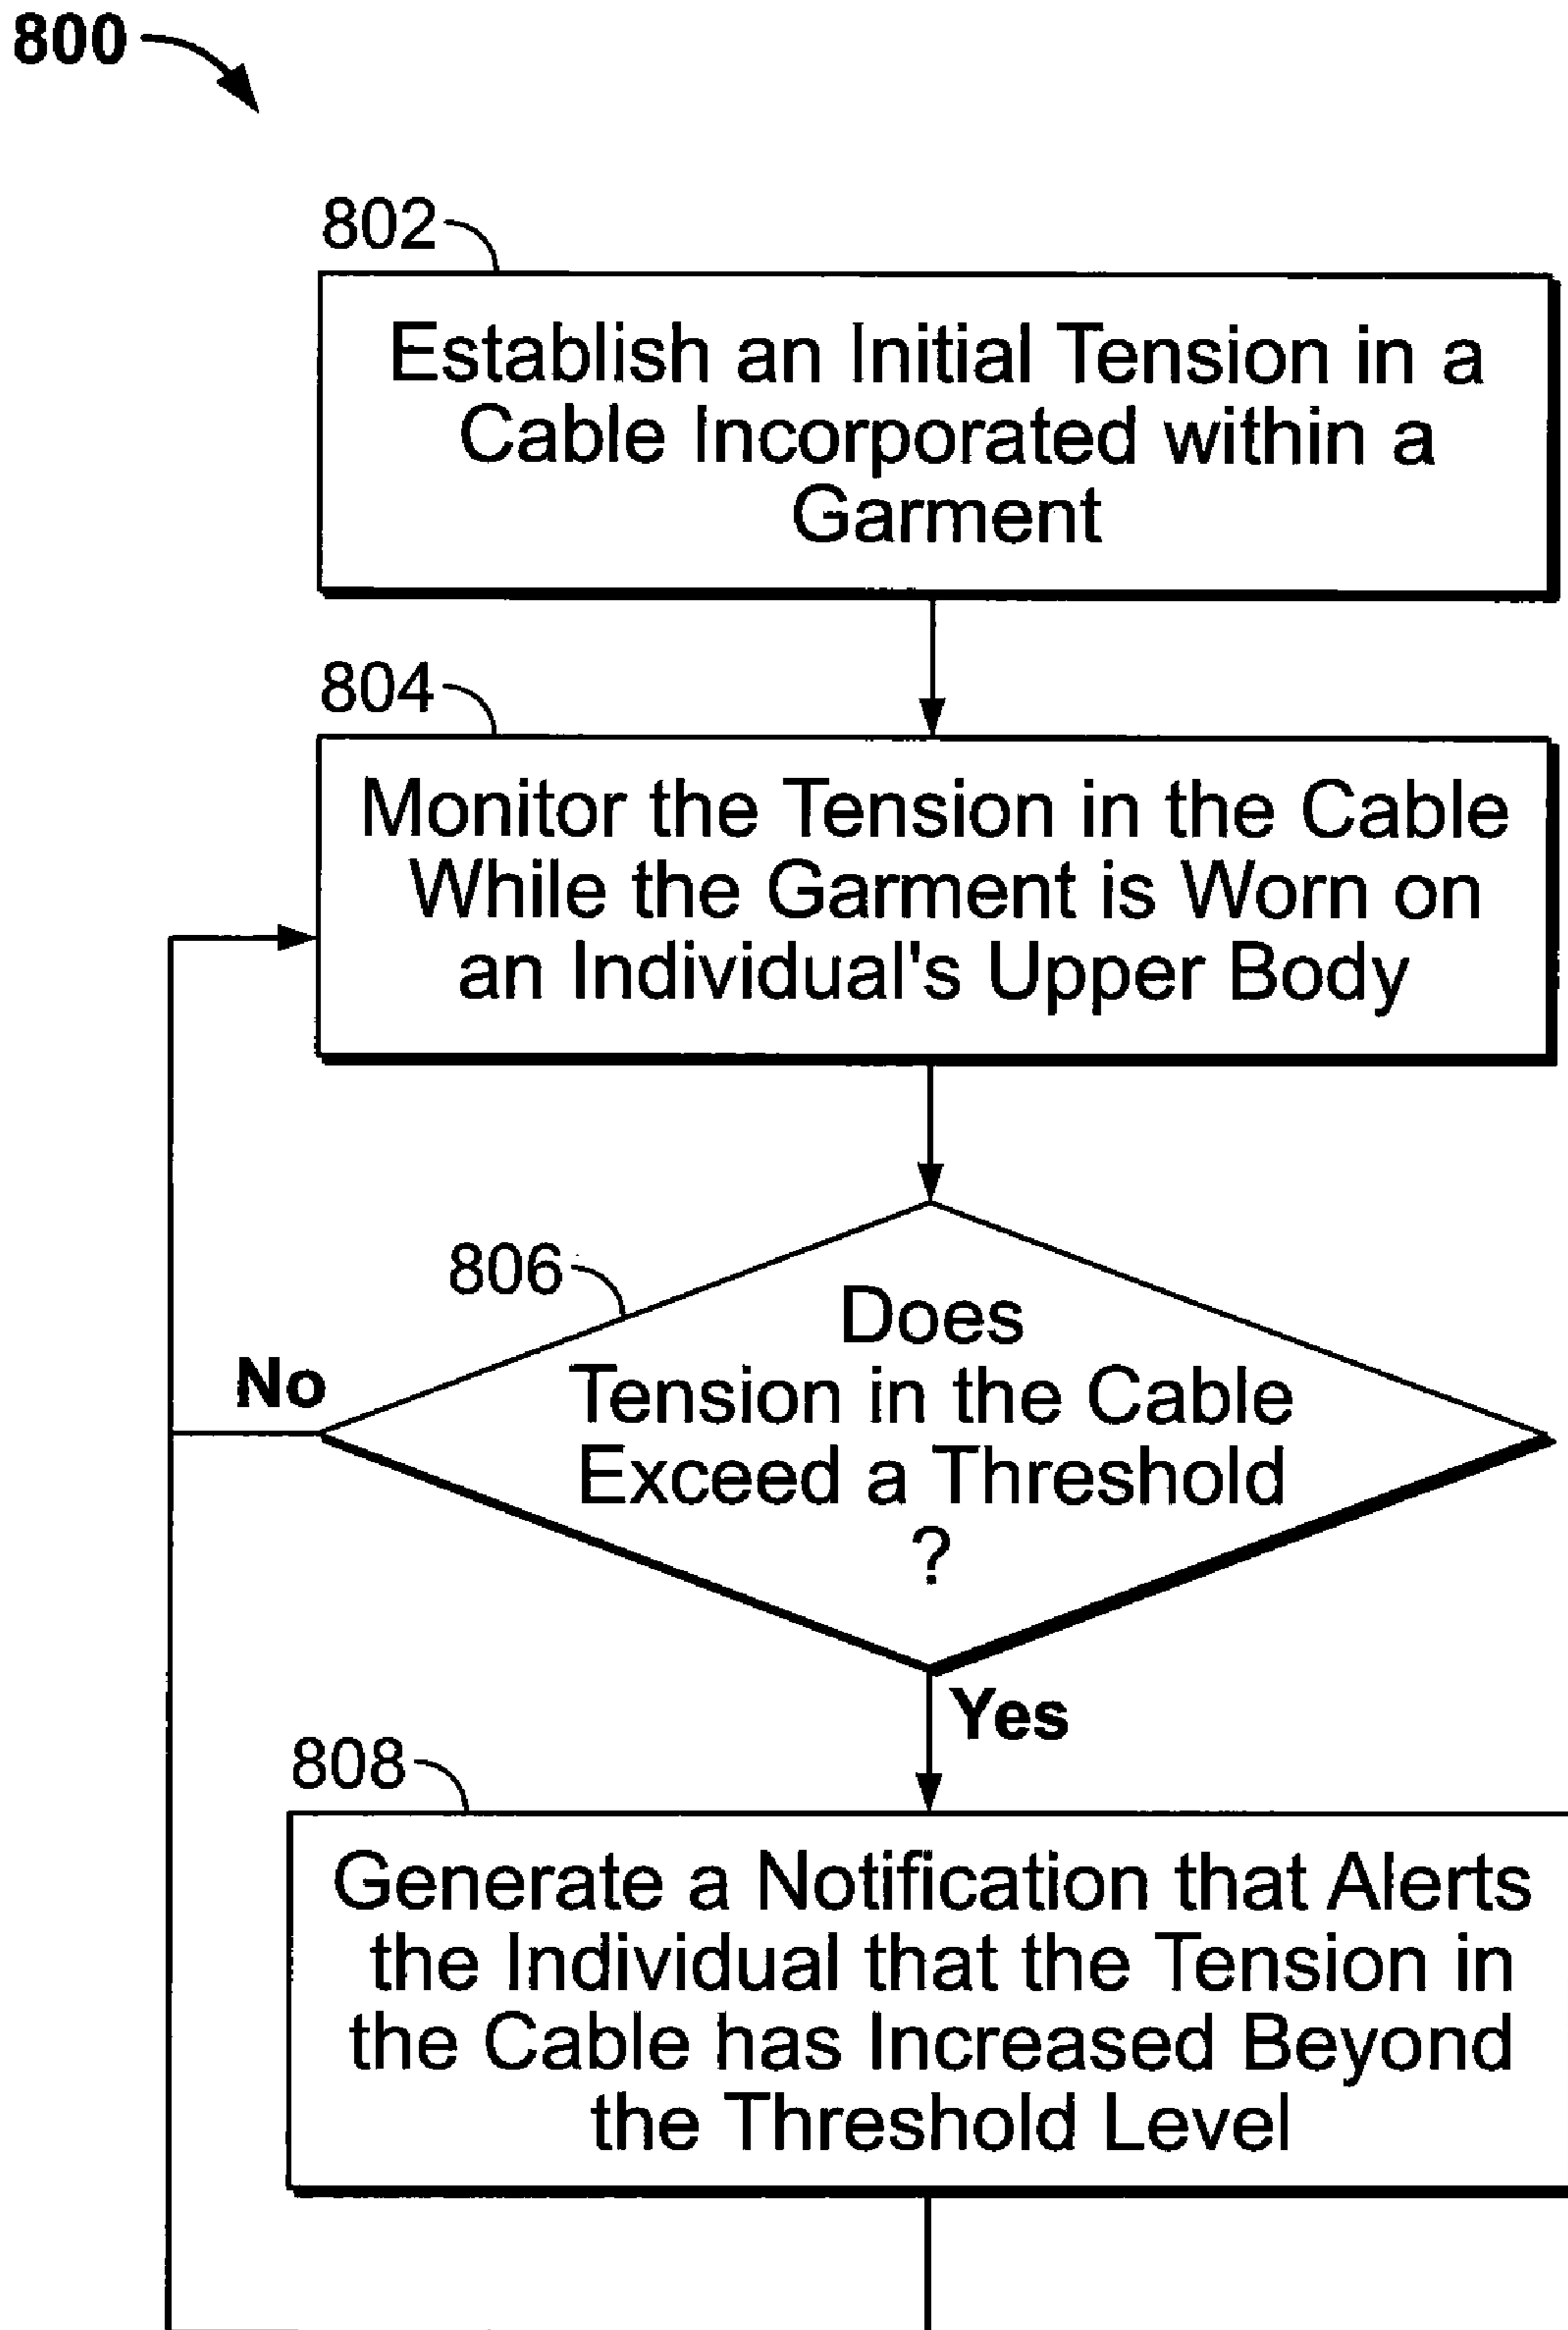 800
802
Establish an Initial Tension in a
Cable Incorporated within a
Garment
804
Monitor the Tension in the Cable
While the Garment is Worn on
an Individual's Upper Body
806
Does
Tension in the Cable
Exceed a Threshold
?
No
Yes
808
Generate a Notification that Alerts
the Individual that the Tension in
the Cable has Increased Beyond
the Threshold Level